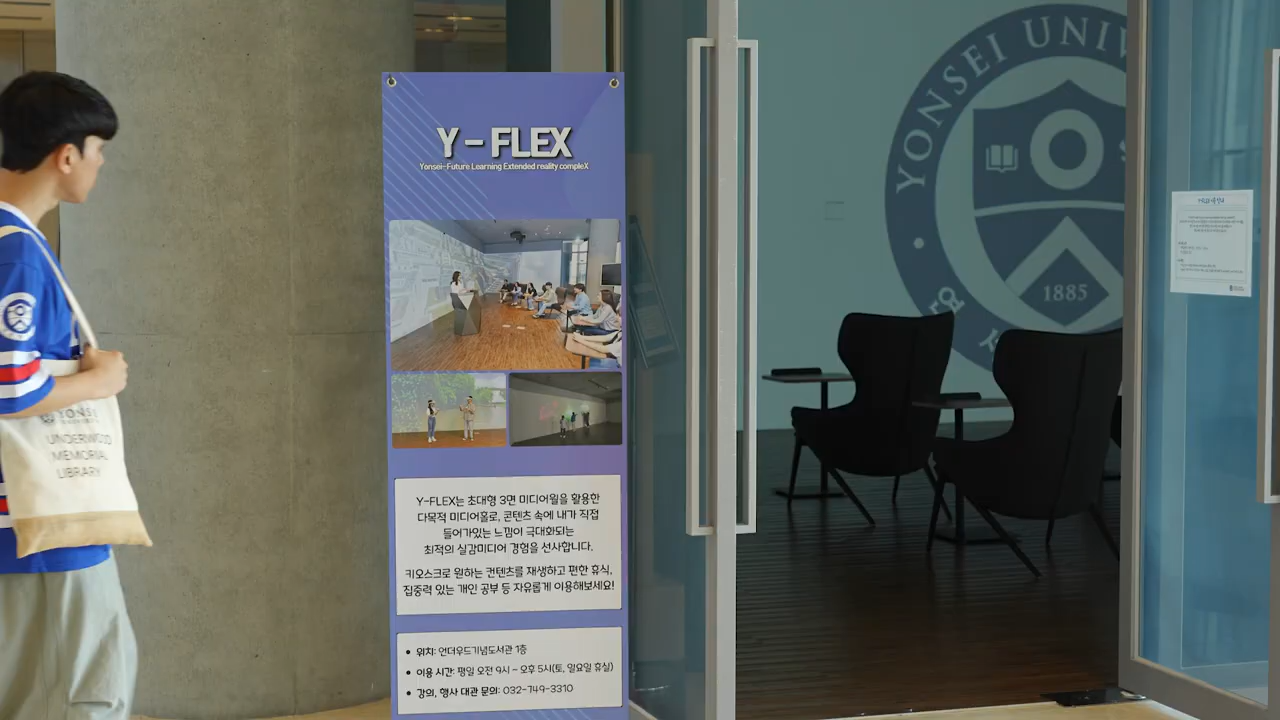 Y-FLEX
Yonsei-Future Learning Extended reality compleX
Y-FLEX는 초대형 3면 미디어월을 활용한
다목적 미디어홀로, 콘텐츠 속에 내가 직접
들어가있는 느낌이 극대화되는
최적의 실감미디어 경험을 선사합니다.
키오스크로 원하는 컨텐츠를 재생하고 편한 휴식,
집중력 있는 개인 공부 등 자유롭게 이용해보세요!
• 위치: 언더우드기념도서관 1층
• 이용 시간: 평일 오전 9시 - 오후 5시(토, 일요일 휴실)
• 강의, 행사 대관 문의: 032-749-3310
YONSEI UNIV
1885
YONSEI
UNDERWOOD
MEMORIAL
LIBRARY